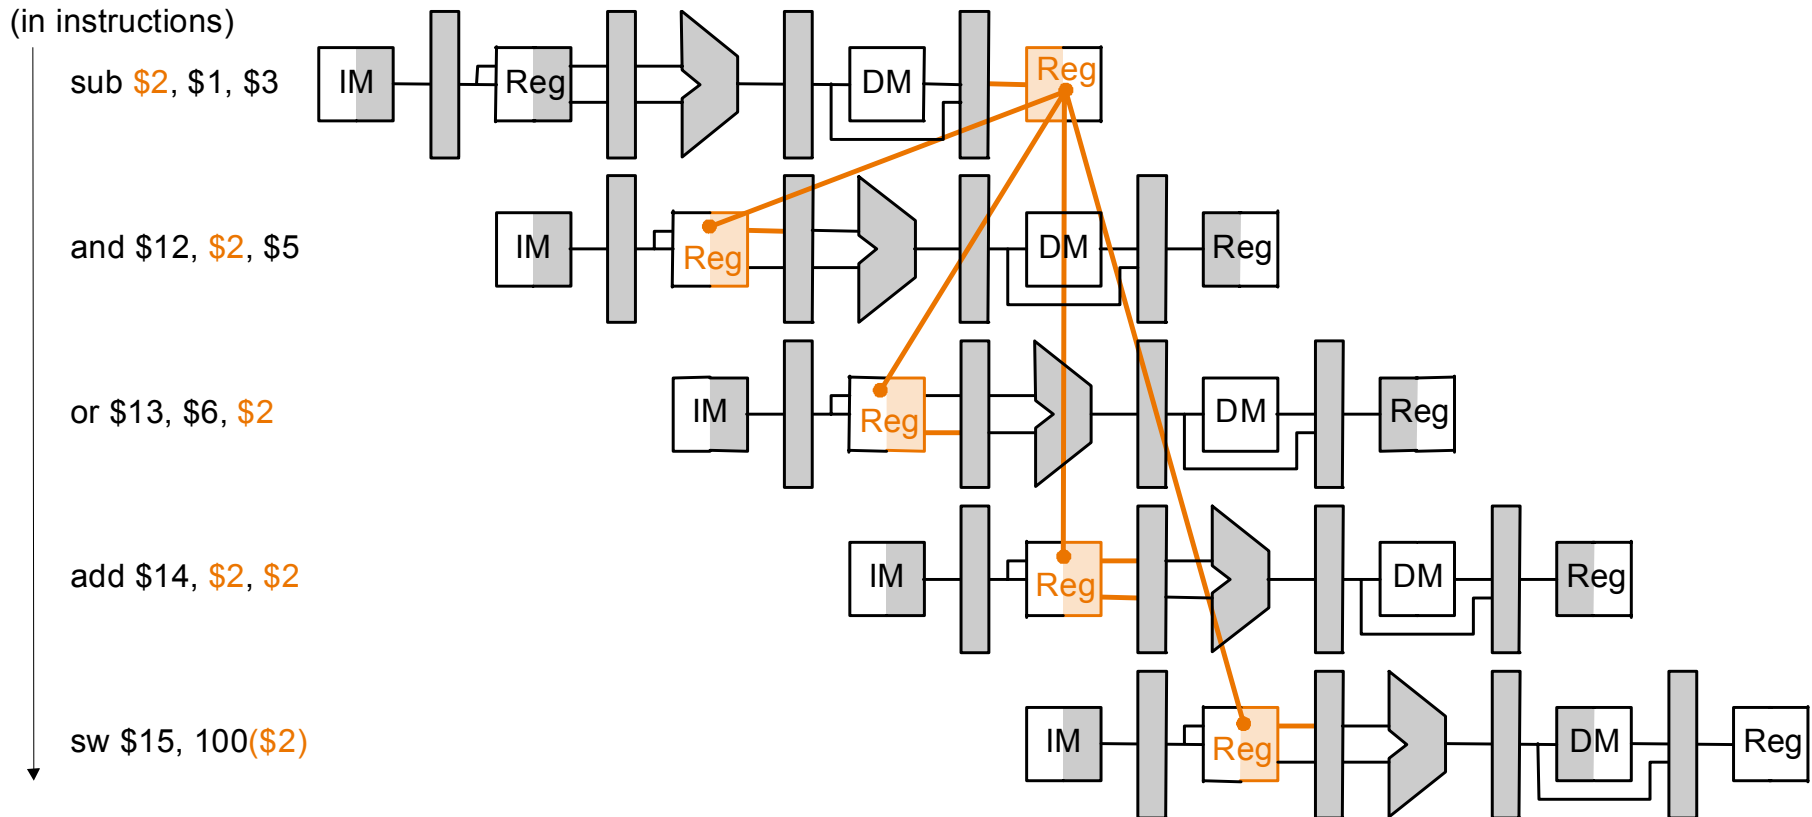 (in instructions)
sub $2, $1, $3
IM Reg DM Reg
and $12, $2, $5
IM Reg DM Reg
or $13, $6, $2
IM Reg DM Reg
add $14, $2, $2
IM Reg DM Reg
sw $15, 100($2)
IM Reg DM Reg